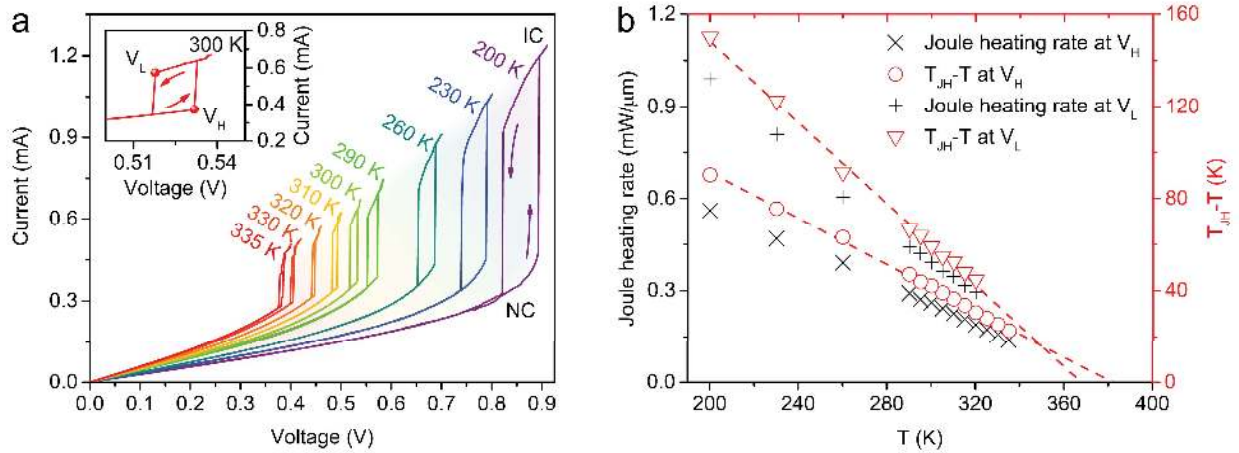 a
Current (mA)
1.2
0.9
0.6
0.3
0.0
0.0 0.1 0.2 0.3 0.4 0.5 0.6 0.7 0.8 0.9
Voltage (V)
300 K
V_L
V_H
0.8
0.6
0.4
0.2
Current (mA)
0.51 0.54
Voltage (V)
IC
200 K
230 K
260 K
290 K
300 K
310 K
320 K
330 K
335 K
NC
b
Joule heating rate (mW/μm)
1.2
0.9
0.6
0.3
0.0
Joule heating rate at V_H
T_JH-T at V_H
Joule heating rate at V_L
T_JH-T at V_L
160
120
80
40
0
T_JH-T (K)
200 240 280 320 360 400
T (K)